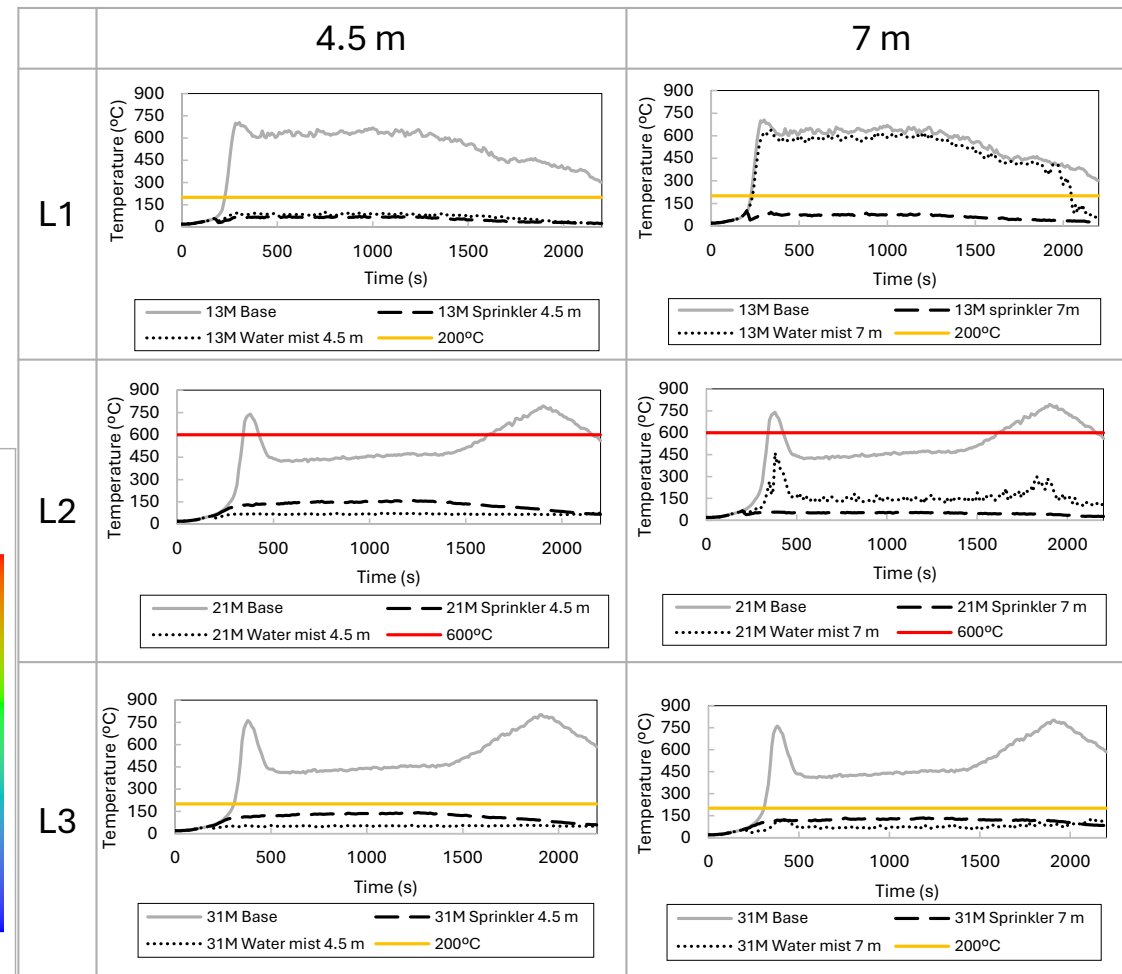 4.5 m
7 m
L1
Temperature (ºC)
900
750
600
450
300
150
0
0 500 1000 1500 2000
Time (s)
13M Base 13M Sprinkler 4.5 m
13M Water mist 4.5 m 200ºC
Temperature (ºC)
900
750
600
450
300
150
0
0 500 1000 1500 2000
Time (s)
13M Base 13M sprinkler 7m
13M Water mist 7 m 200ºC
L2
Temperature (ºC)
900
750
600
450
300
150
0
0 500 1000 1500 2000
Time (s)
21M Base 21M Sprinkler 4.5 m
21M Water mist 4.5 m 600ºC
Temperature (ºC)
900
750
600
450
300
150
0
0 500 1000 1500 2000
Time (s)
21M Base 21M Sprinkler 7 m
21M Water mist 7 m 600ºC
L3
Temperature (ºC)
900
750
600
450
300
150
0
0 500 1000 1500 2000
Time (s)
31M Base 31M Sprinkler 4.5 m
31M Water mist 4.5 m 200ºC
Temperature (ºC)
900
750
600
450
300
150
0
0 500 1000 1500 2000
Time (s)
31M Base 31M Sprinkler 7 m
31M Water mist 7 m 200ºC